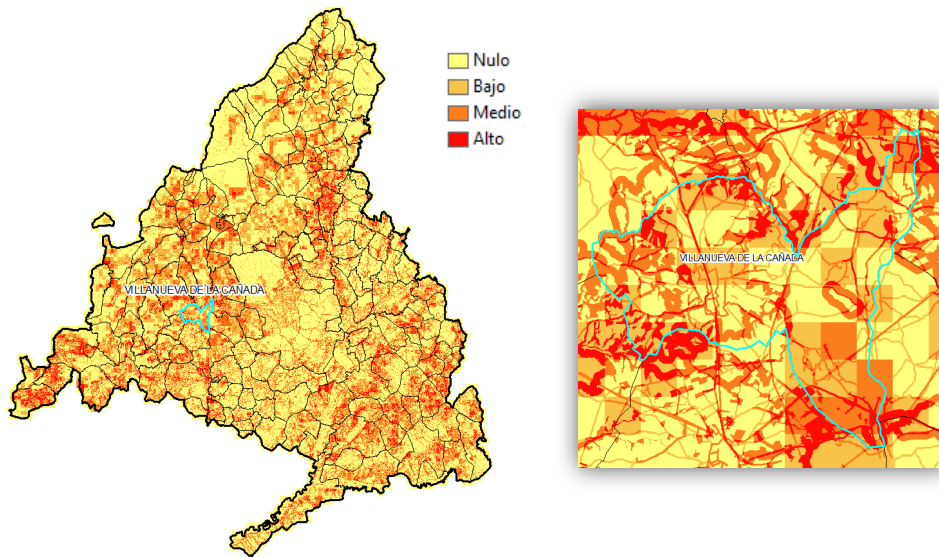 Nulo
Bajo
Medio
Alto
VILLANUEVA DE LA CAÑADA
VILLANUEVA DE LA CAÑADA